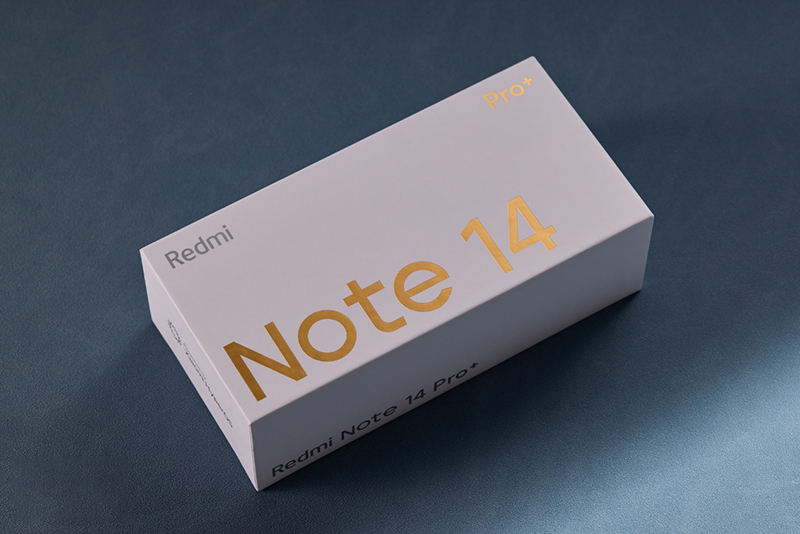 Pro+
Redmi
Note 14
Redmi Note 14 Pro+